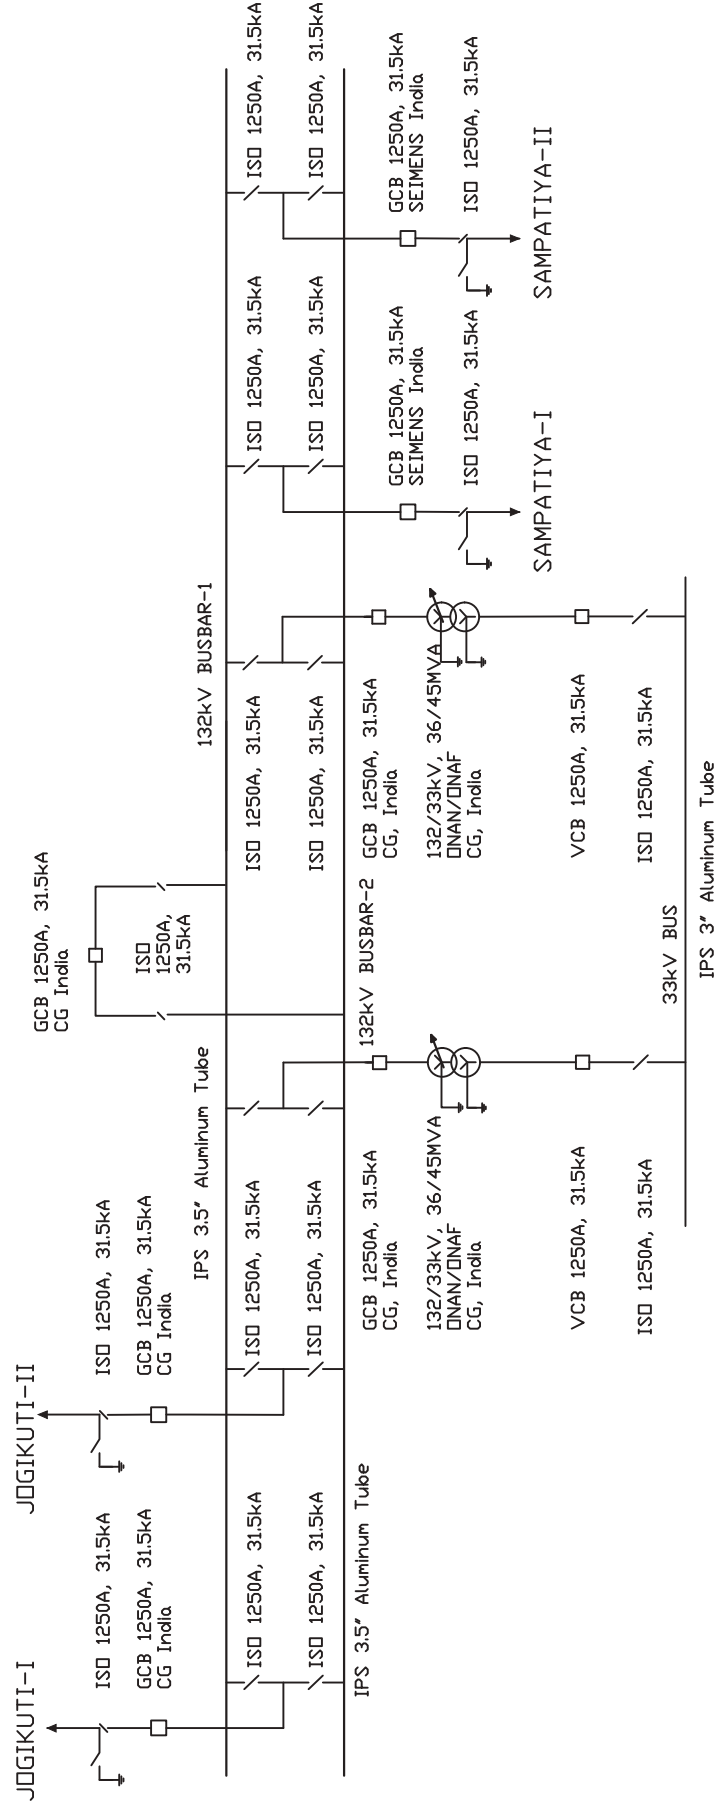 JOGIKUTI-I
JOGIKUTI-II
ISO 1250A, 31.5kA
GCB 1250A, 31.5kA
CG India
ISO 1250A, 31.5kA
GCB 1250A, 31.5kA
CG India
GCB 1250A, 31.5kA
CG India
ISO
1250A,
31.5kA
IPS 3.5″ Aluminum Tube
132kV BUSBAR-1
ISO 1250A, 31.5kA
ISO 1250A, 31.5kA
ISO 1250A, 31.5kA
ISO 1250A, 31.5kA
ISO 1250A, 31.5kA
ISO 1250A, 31.5kA
ISO 1250A, 31.5kA
ISO 1250A, 31.5kA
ISO 1250A, 31.5kA
ISO 1250A, 31.5kA
IPS 3.5″ Aluminum Tube
132kV BUSBAR-2
GCB 1250A, 31.5kA
CG, India
132/33kV, 36/45MVA
ONAN/ONAF
CG, India
VCB 1250A, 31.5kA
ISO 1250A, 31.5kA
GCB 1250A, 31.5kA
CG, India
132/33kV, 36/45MVA
ONAN/ONAF
CG, India
VCB 1250A, 31.5kA
ISO 1250A, 31.5kA
GCB 1250A, 31.5kA
SEIMENS India
ISO 1250A, 31.5kA
GCB 1250A, 31.5kA
SEIMENS India
ISO 1250A, 31.5kA
SAMPATIYA-I
SAMPATIYA-II
33kV BUS
IPS 3″ Aluminum Tube